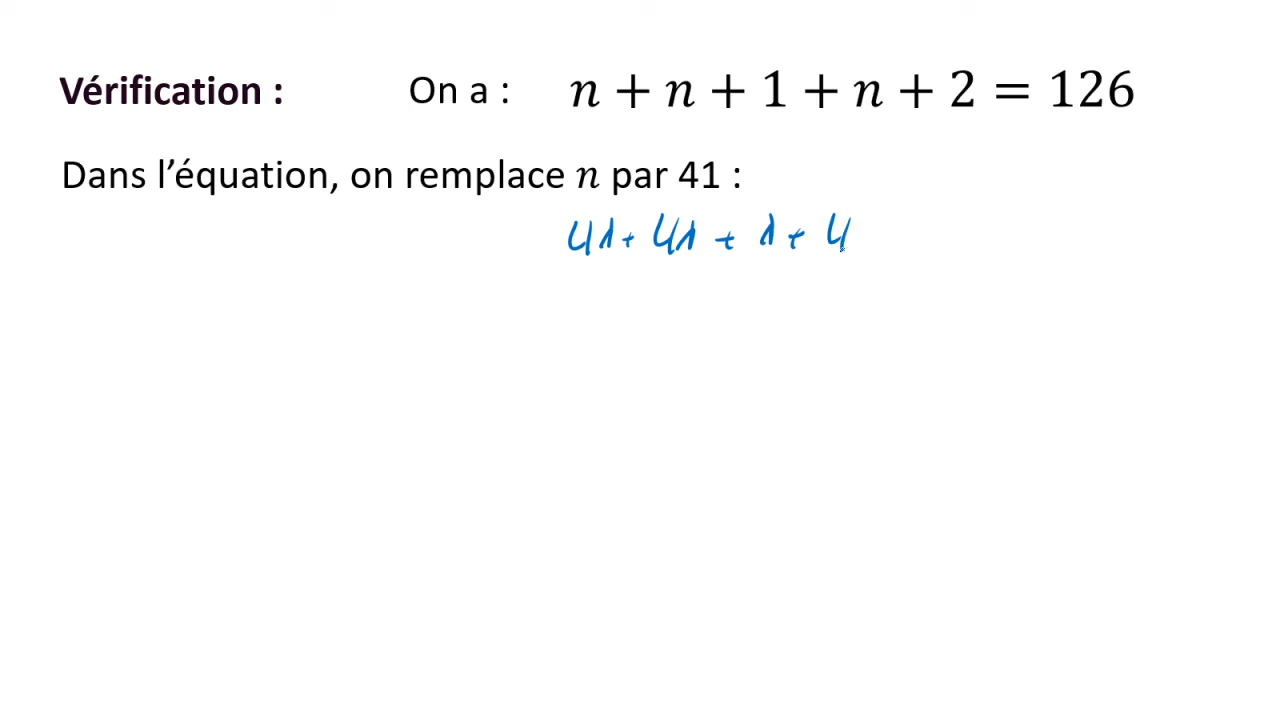 Vérification : On a : n + n + 1 + n + 2 = 126
Dans l’équation, on remplace n par 41 :
41 + 41 + 1 + 4